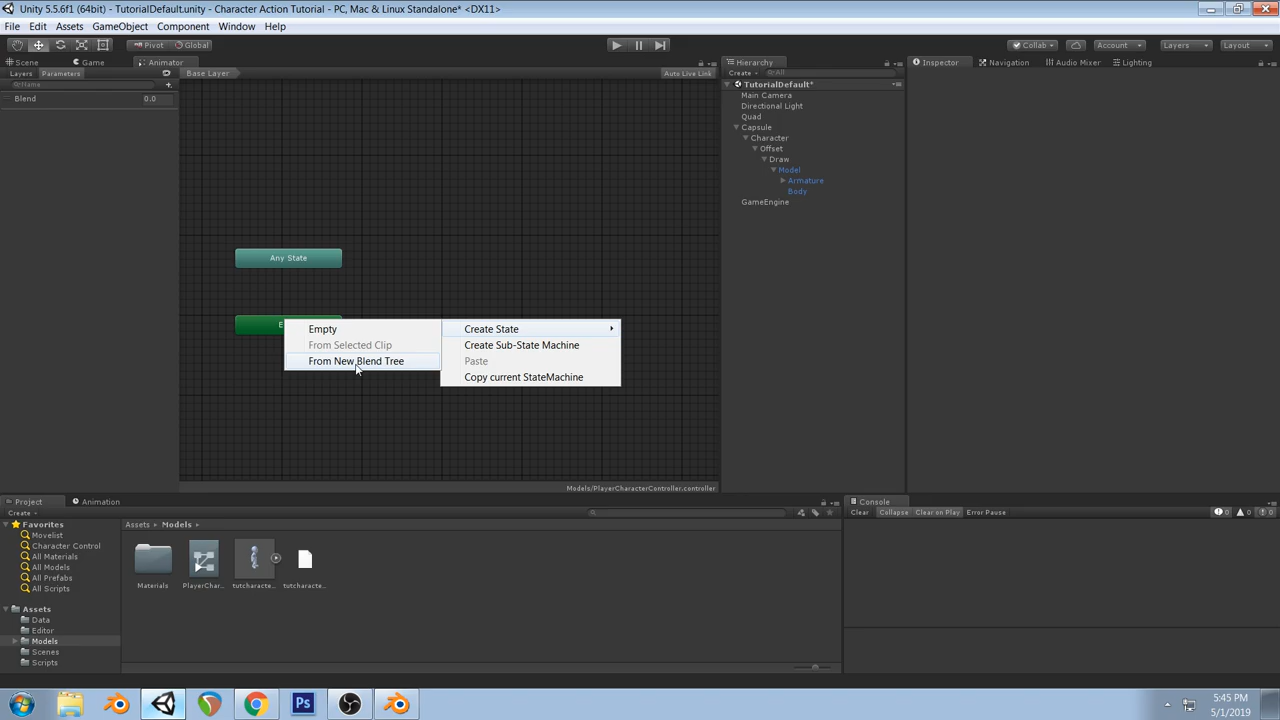 Unity 5.5.6f1 (64bit) - TutorialDefault.unity - Character Action Tutorial - PC, Mac & Linux Standalone* <DX11>
File Edit Assets GameObject Component Window Help
Pivot Global Collab Account Layers Layout
Scene Game Animator
Layers Parameters
Name
Blend 0.0
Base Layer Auto Live Link
Any State
E
Empty
From Selected Clip
From New Blend Tree
Create State
Create Sub-State Machine
Paste
Copy current StateMachine
Models/PlayerCharacterController.controller
Hierarchy
Create All
TutorialDefault*
Main Camera
Directional Light
Quad
Capsule
Character
Offset
Draw
Model
Armature
Body
GameEngine
Inspector Navigation Audio Mixer Lighting
Project Animation
Create
Favorites
Movelist
Character Control
All Materials
All Models
All Prefabs
All Scripts
Assets
Data
Editor
Models
Scenes
Scripts
Assets Models
Materials PlayerChar... tutcharacte... tutcharacte...
Console
Clear Collapse Clear on Play Error Pause 0 0 0
Ps
5:45 PM
5/1/2019